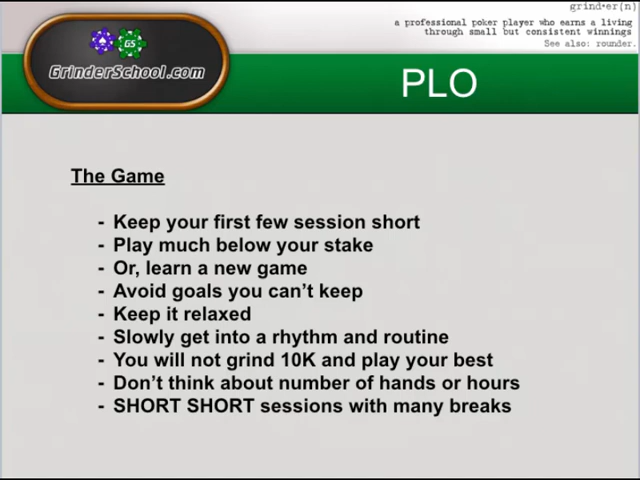 grind·er(n)
a professional poker player who earns a living
through small but consistent winnings
See also: rounder.
GS
GrinderSchool.com
PLO
The Game
- Keep your first few session short
- Play much below your stake
- Or, learn a new game
- Avoid goals you can't keep
- Keep it relaxed
- Slowly get into a rhythm and routine
- You will not grind 10K and play your best
- Don't think about number of hands or hours
- SHORT SHORT sessions with many breaks